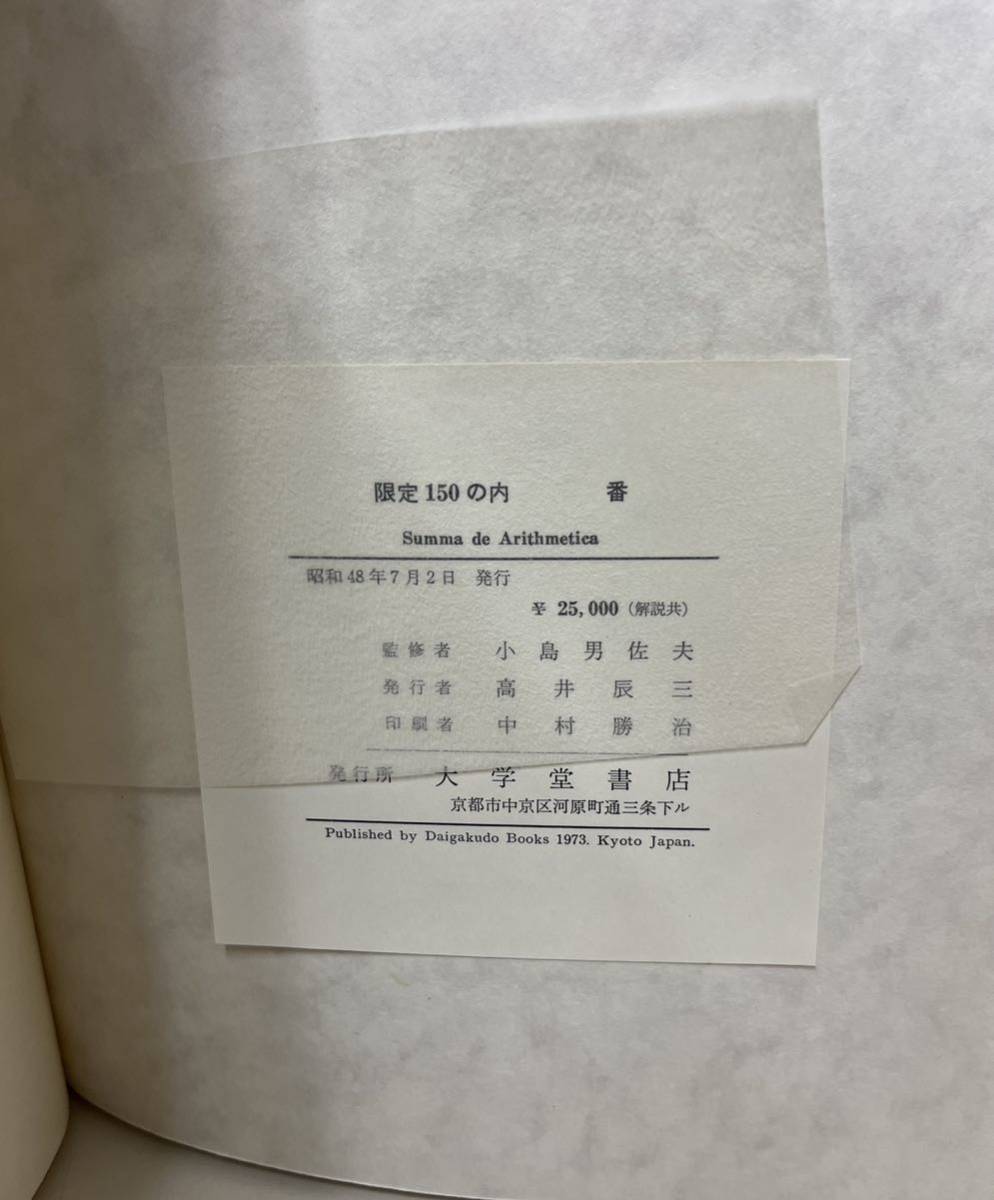 限定150の内　番
Summa de Arithmetica
昭和48年7月2日　発行
¥ 25,000（解説共）
監修者　小島男佐夫
発行者　高井辰三
印刷者　中村勝治
発行所　大学堂書店
京都市中京区河原町通三条下ル
Published by Daigakudo Books 1973. Kyoto Japan.